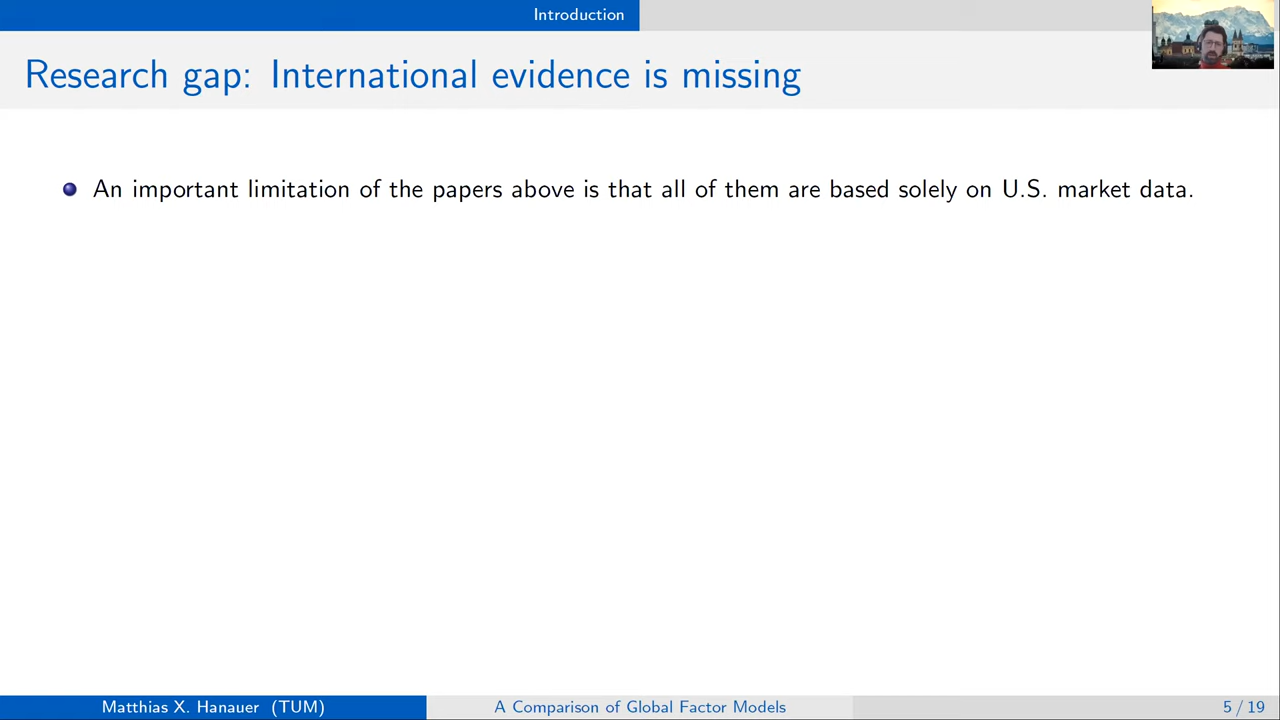 Introduction
Research gap: International evidence is missing
An important limitation of the papers above is that all of them are based solely on U.S. market data.
Matthias X. Hanauer (TUM)
A Comparison of Global Factor Models
5 / 19